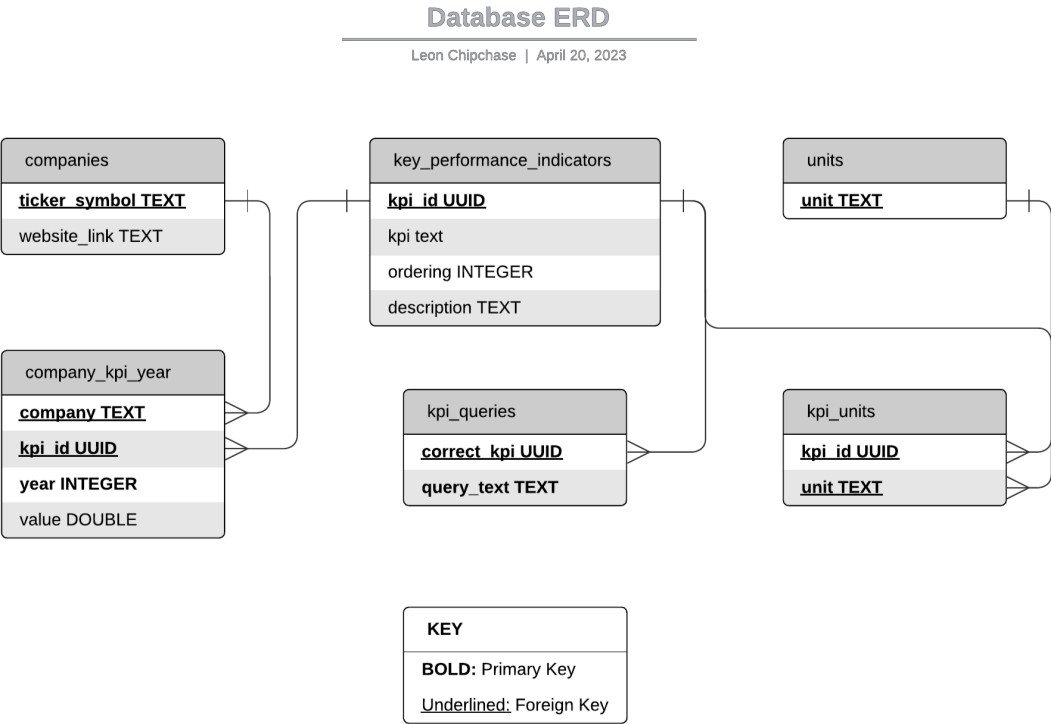 Database ERD
Leon Chipchase | April 20, 2023
companies
ticker_symbol TEXT
website_link TEXT
key_performance_indicators
kpi_id UUID
kpi text
ordering INTEGER
description TEXT
units
unit TEXT
company_kpi_year
company TEXT
kpi_id UUID
year INTEGER
value DOUBLE
kpi_queries
correct_kpi UUID
query_text TEXT
kpi_units
kpi_id UUID
unit TEXT
KEY
BOLD: Primary Key
Underlined: Foreign Key